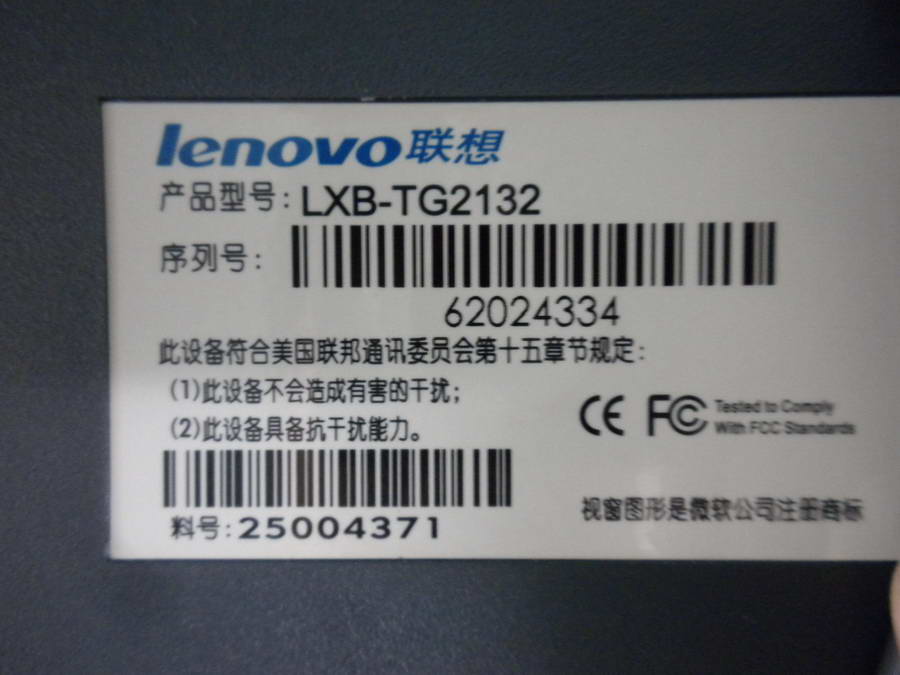 lenovo联想
产品型号: LXB-TG2132
序列号:
62024334
此设备符合美国联邦通讯委员会第十五章节规定:
(1)此设备不会造成有害的干扰;
(2)此设备具备抗干扰能力。
CE FC Tested to Comply
With FCC Standards
料号: 25004371
视窗图形是微软公司注册商标